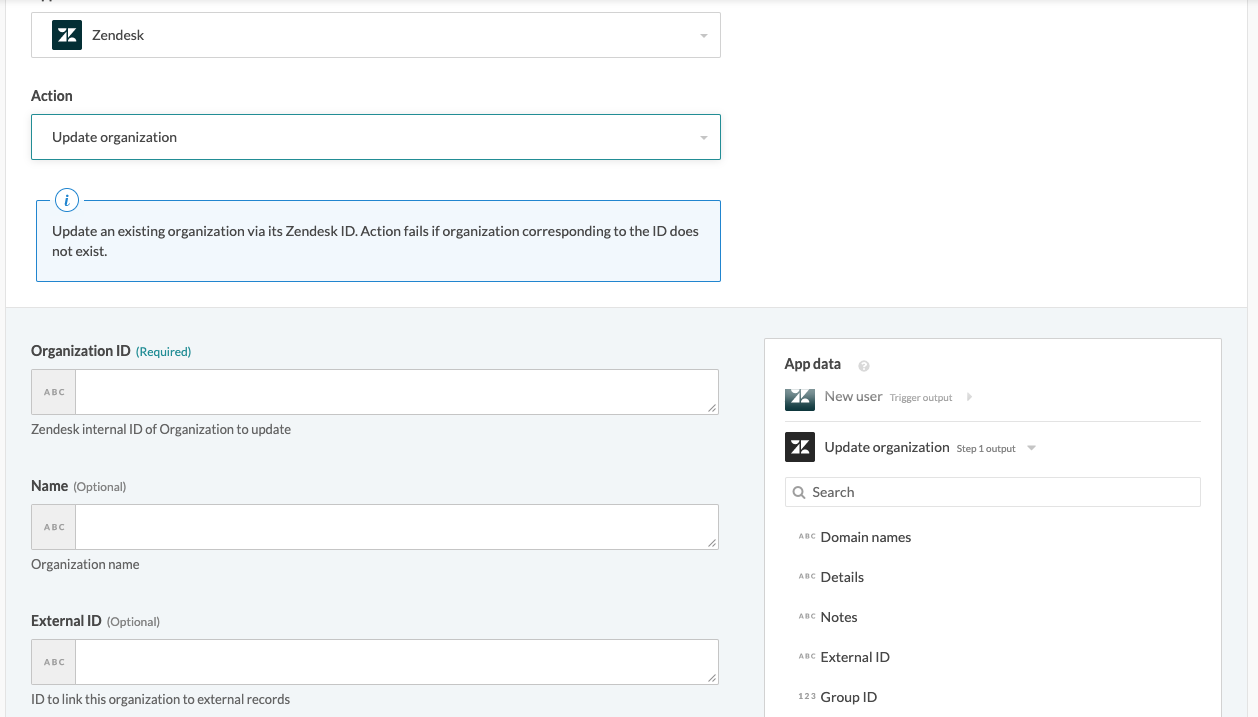 Zendesk
Action
Update organization
i
Update an existing organization via its Zendesk ID. Action fails if organization corresponding to the ID does
not exist.
Organization ID (Required)
ABC
Zendesk internal ID of Organization to update
Name (Optional)
ABC
Organization name
External ID (Optional)
ABC
ID to link this organization to external records
App data ?
New user Trigger output
Update organization Step 1 output
Search
ABC Domain names
ABC Details
ABC Notes
ABC External ID
123 Group ID